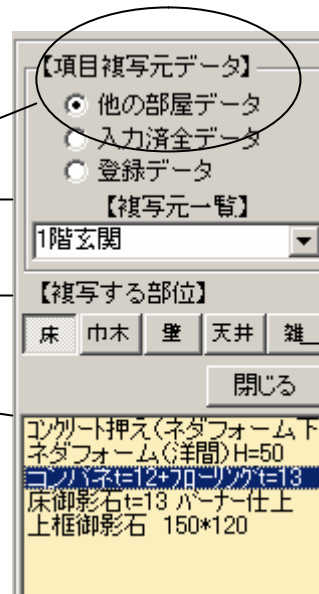 【項目複写元データ】
他の部屋データ
入力済全データ
登録データ
【複写元一覧】
1階玄関
【複写する部位】
床 巾木 壁 天井 雑
閉じる
コンクリート押え(ネダフォーム下
ネダフォーム(洋間)H=50
コンパネt=12+フローリングt=13
床御影石t=13 バーナー仕上
上框御影石 150*120